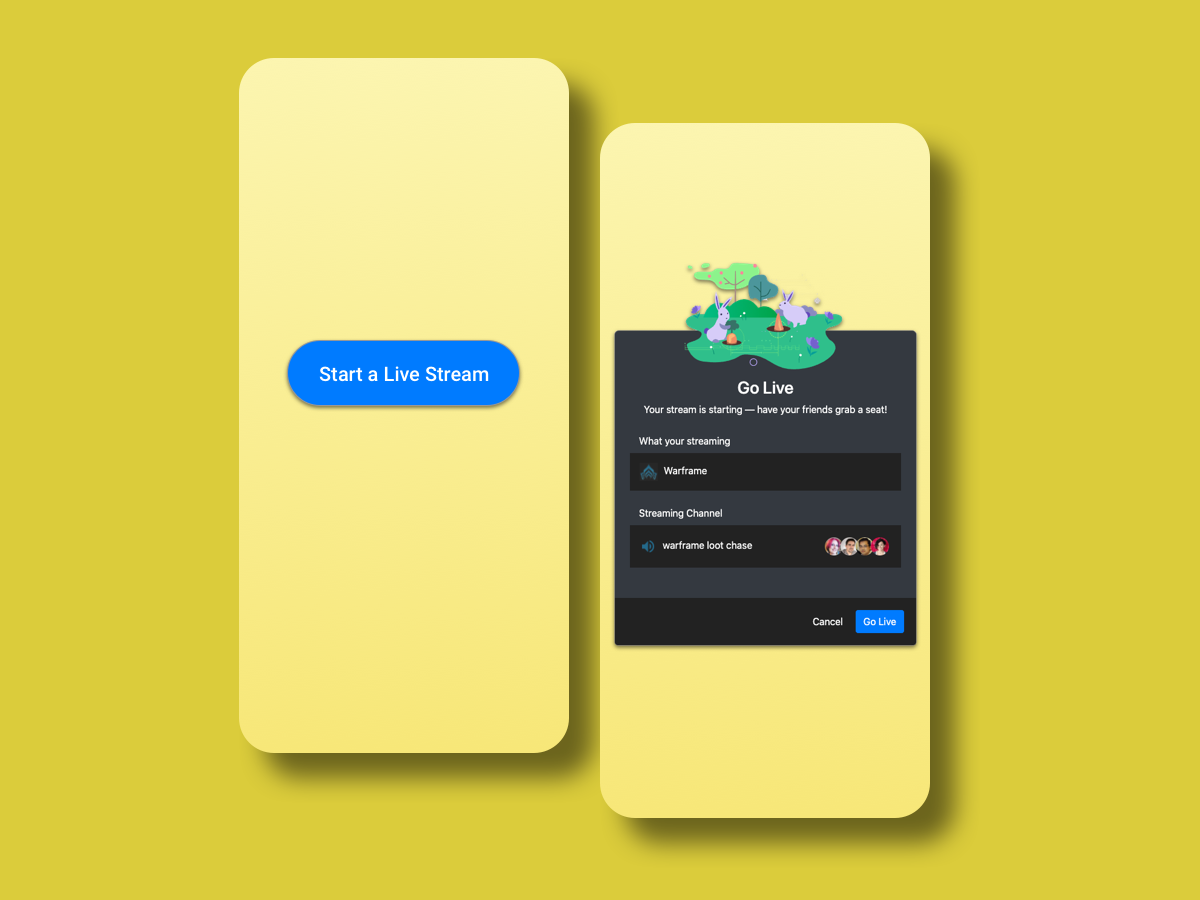 Start a Live Stream
Go Live
Your stream is starting — have your friends grab a seat!
What your streaming
Warframe
Streaming Channel
warframe loot chase
Cancel
Go Live